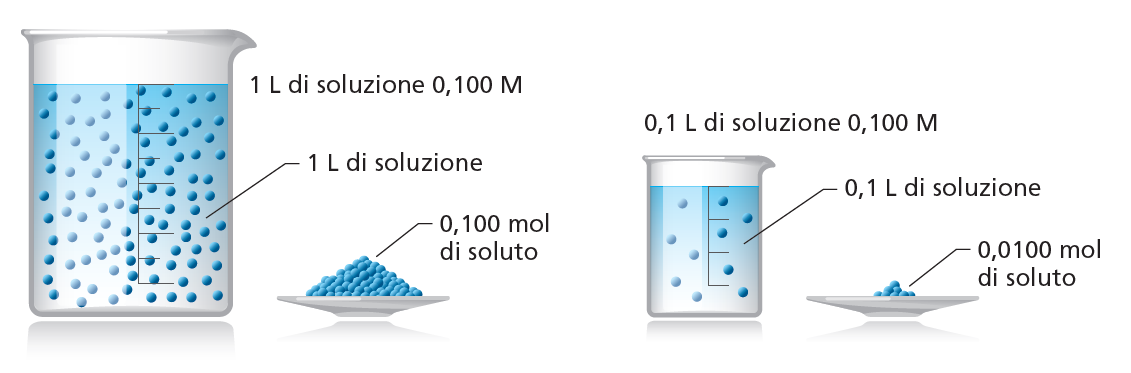 1 L di soluzione 0,100 M
1 L di soluzione
0,100 mol
di soluto
0,1 L di soluzione 0,100 M
0,1 L di soluzione
0,0100 mol
di soluto